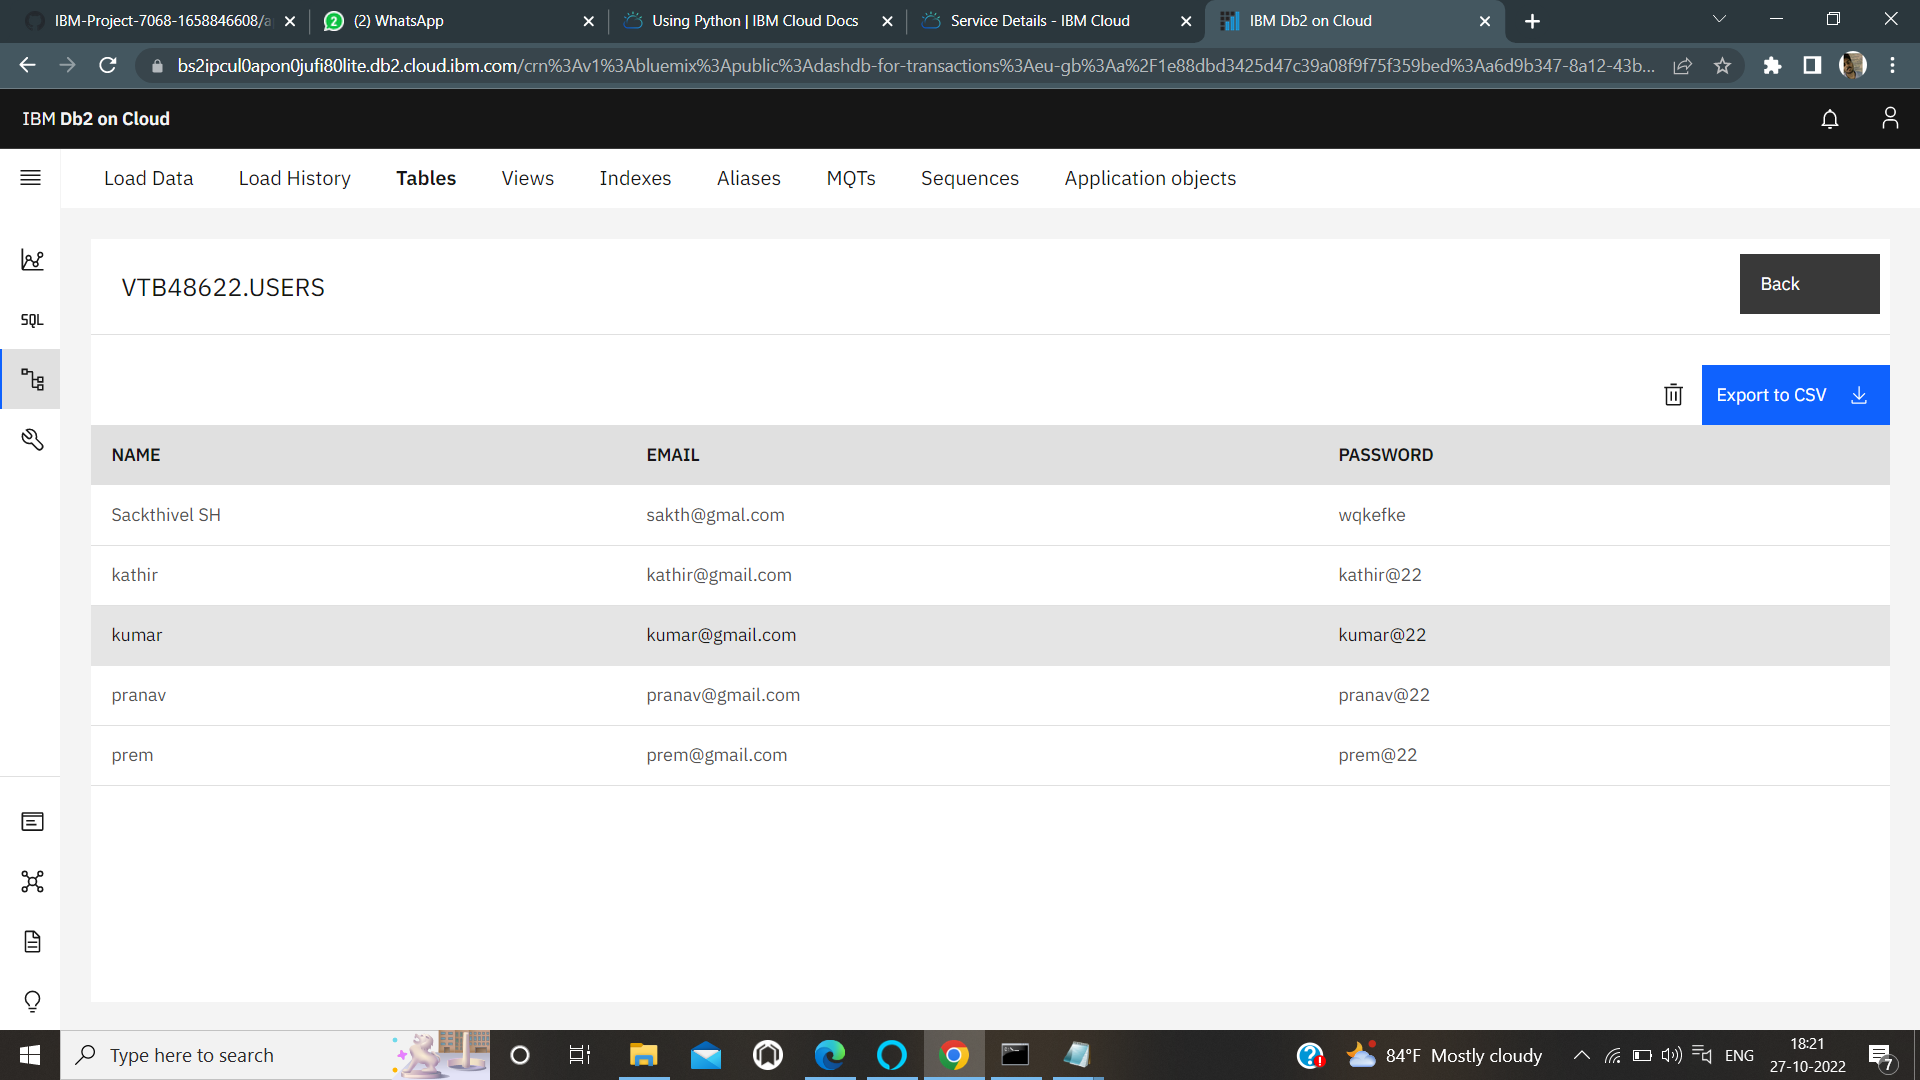 IBM-Project-7068-1658846608/a
(2) WhatsApp
Using Python | IBM Cloud Docs
Service Details - IBM Cloud
IBM Db2 on Cloud
bs2ipcul0apon0jufi80lite.db2.cloud.ibm.com/crn%3Av1%3Abluemix%3Apublic%3Adashdb-for-transactions%3Aeu-gb%3Aa%2F1e88dbd3425d47c39a08f9f75f359bed%3Aa6d9b347-8a12-43b...
IBM Db2 on Cloud
Load Data
Load History
Tables
Views
Indexes
Aliases
MQTs
Sequences
Application objects
SQL
VTB48622.USERS
Back
Export to CSV
NAME EMAIL PASSWORD
Sackthivel SH sakth@gmal.com wqkefke
kathir kathir@gmail.com kathir@22
kumar kumar@gmail.com kumar@22
pranav pranav@gmail.com pranav@22
prem prem@gmail.com prem@22
Type here to search
84°F Mostly cloudy
ENG
18:21
27-10-2022
7